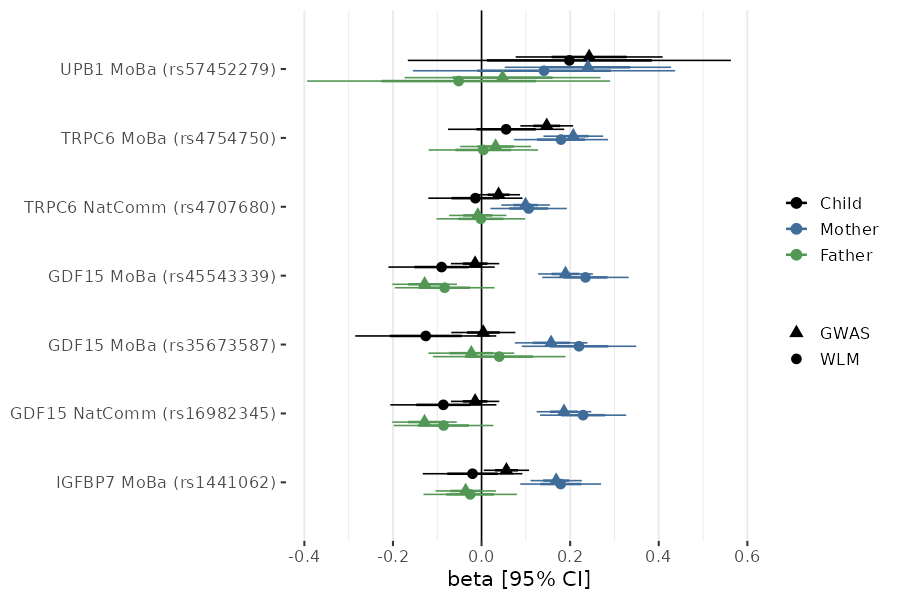 UPB1 MoBa (rs57452279)
TRPC6 MoBa (rs4754750)
TRPC6 NatComm (rs4707680)
GDF15 MoBa (rs45543339)
GDF15 MoBa (rs35673587)
GDF15 NatComm (rs16982345)
IGFBP7 MoBa (rs1441062)
-0.4 -0.2 0.0 0.2 0.4 0.6
beta [95% CI]
Child
Mother
Father
GWAS
WLM